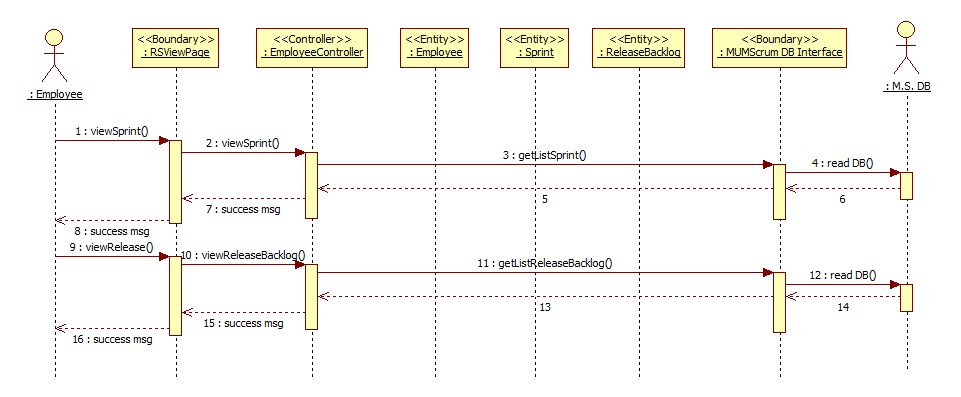 <<Boundary>>
: RSViewPage
<<Controller>>
: EmployeeController
<<Entity>>
: Employee
<<Entity>>
: Sprint
<<Entity>>
: ReleaseBacklog
<<Boundary>>
: MUMScrum DB Interface
: Employee
: M.S. DB
1 : viewSprint()
2 : viewSprint()
3 : getListSprint()
4 : read DB()
5
6
7 : success msg
8 : success msg
9 : viewRelease()
10 : viewReleaseBacklog()
11 : getListReleaseBacklog()
12 : read DB()
13
14
15 : success msg
16 : success msg